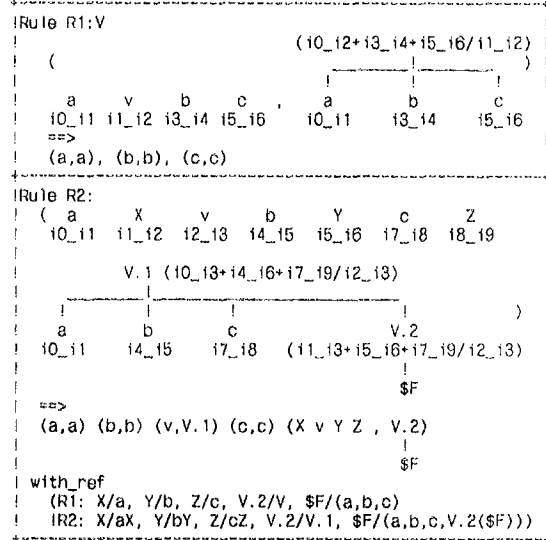 Rule R1:V
(i0_i2+i3_i4+i5_i6/i1_i2)
( )
a v b c , a b c
i0_i1 i1_i2 i3_i4 i5_i6 i0_i1 i3_i4 i5_i6
==>
(a,a), (b,b), (c,c)
Rule R2:
( a X v b Y c Z
i0_i1 i1_i2 i2_i3 i4_i5 i5_i6 i7_i8 i8_i9
V.1 (i0_i3+i4_i6+i7_i9/i2_i3)
)
a b c V.2
i0_i1 i4_i5 i7_i8 (i1_i3+i5_i6+i7_i9/i2_i3)
$F
==>
(a,a) (b,b) (v,V.1) (c,c) (X v Y Z , V.2)
$F
with_ref
(R1: X/a, Y/b, Z/c, V.2/V, $F/(a,b,c)
|R2: X/aX, Y/bY, Z/cZ, V.2/V.1, $F/(a,b,c,V.2($F)))